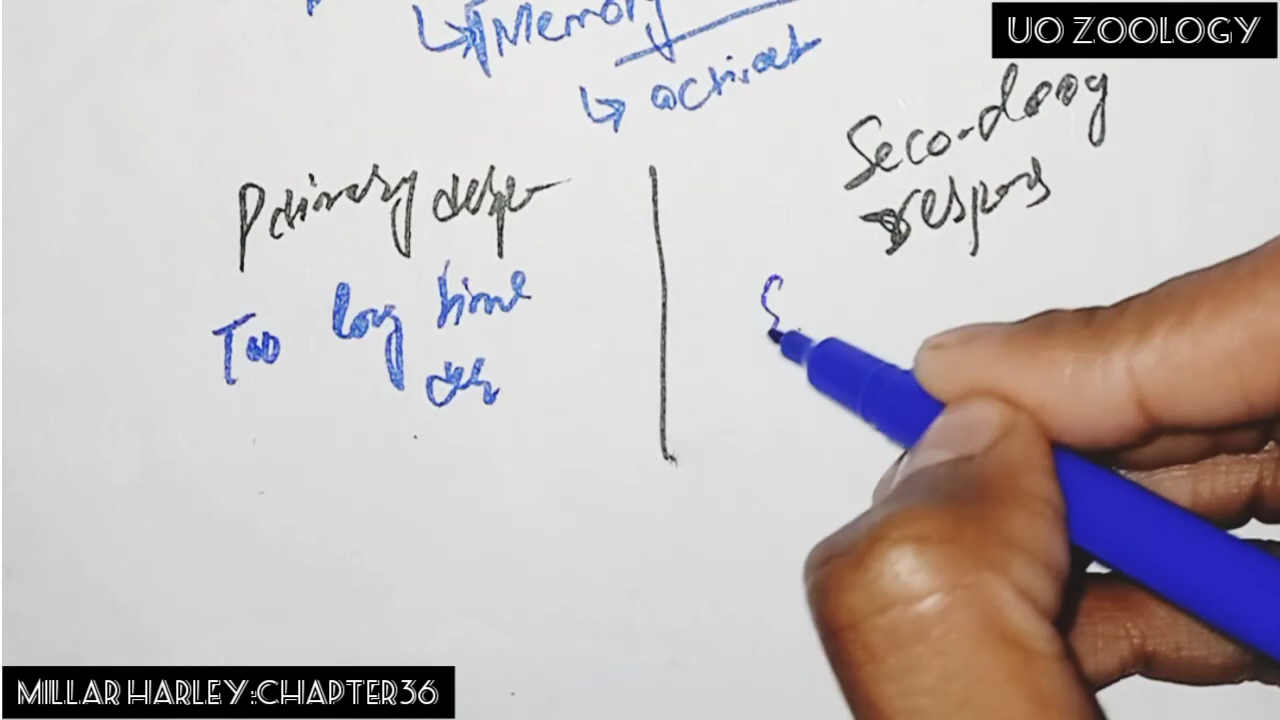 UO ZOOLOGY
↳ Memory
↳ activat
Primary
Secondary
respons
Too long time
S
MILLAR HARLEY :CHAPTER36